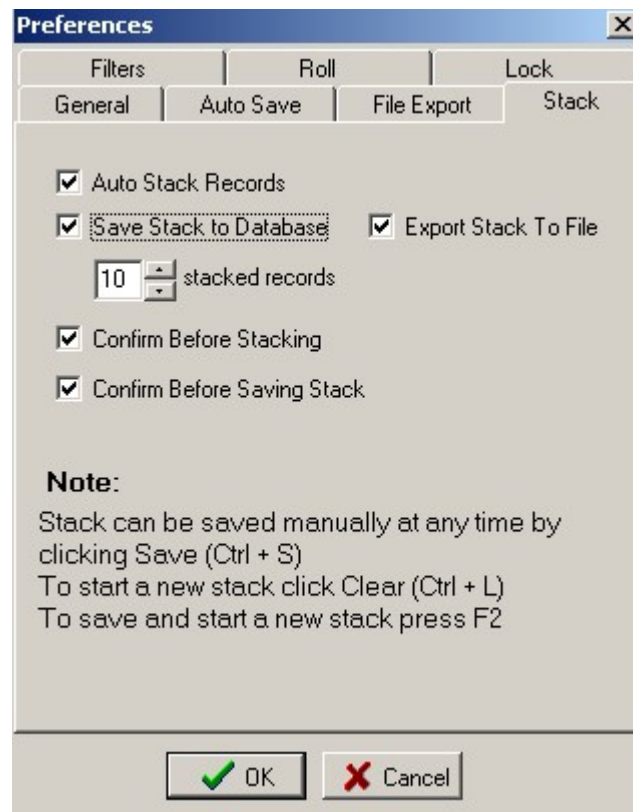 Preferences
Filters Roll Lock
General Auto Save File Export Stack
Auto Stack Records
Save Stack to Database Export Stack To File
10 stacked records
Confirm Before Stacking
Confirm Before Saving Stack
Note:
Stack can be saved manually at any time by
clicking Save (Ctrl + S)
To start a new stack click Clear (Ctrl + L)
To save and start a new stack press F2
OK Cancel